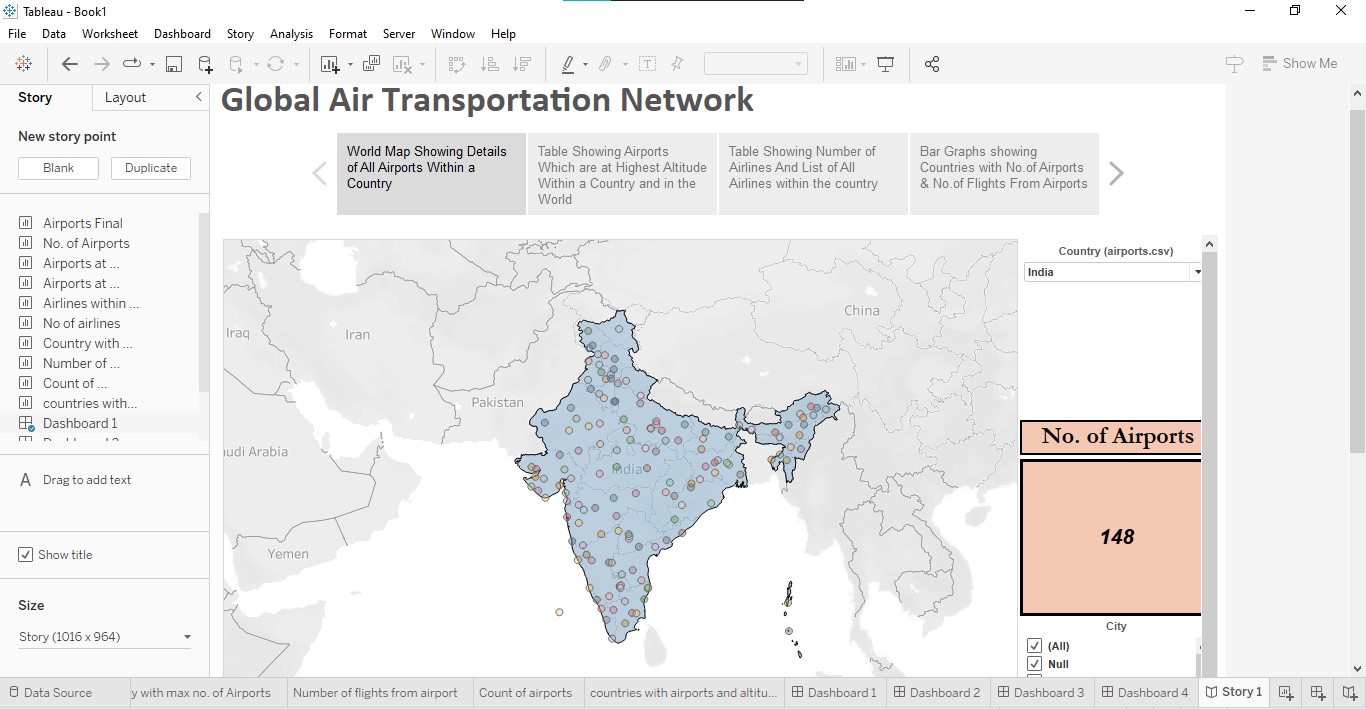 Tableau - Book1
File Data Worksheet Dashboard Story Analysis Format Server Window Help
Show Me
Story Layout
New story point
Blank Duplicate
Airports Final
No. of Airports
Airports at ...
Airports at ...
Airlines within ...
No of airlines
Country with ...
Number of ...
Count of ...
countries with...
Dashboard 1
Drag to add text
Show title
Size
Story (1016 x 964)
Global Air Transportation Network
World Map Showing Details
of All Airports Within a
Country
Table Showing Airports
Which are at Highest Altitude
Within a Country and in the
World
Table Showing Number of
Airlines And List of All
Airlines within the country
Bar Graphs showing
Countries with No.of Airports
& No.of Flights From Airports
Iraq
Iran
China
Pakistan
udi Arabia
India
Yemen
Country (airports.csv)
India
No. of Airports
148
City
(All)
Null
Data Source y with max no. of Airports Number of flights from airport Count of airports countries with airports and altitu... Dashboard 1 Dashboard 2 Dashboard 3 Dashboard 4 Story 1